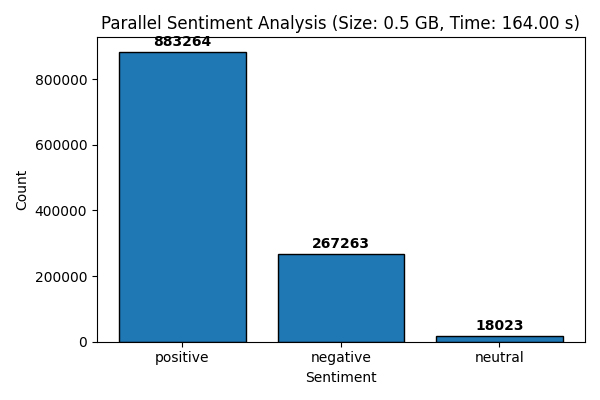 Parallel Sentiment Analysis (Size: 0.5 GB, Time: 164.00 s)
883264
800000
600000
400000
267263
200000
18023
0
Count
positive negative neutral
Sentiment